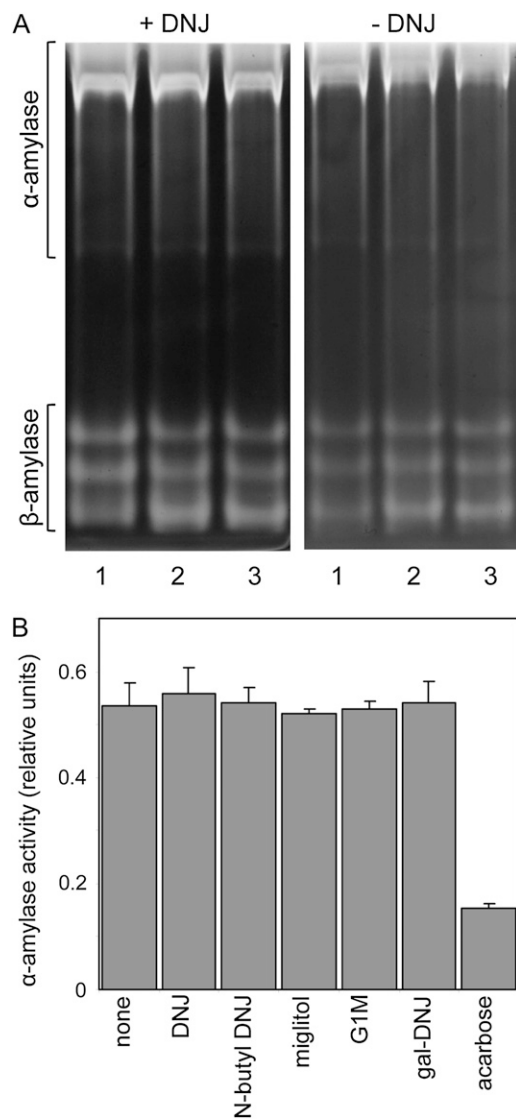 A
+ DNJ
- DNJ
α-amylase
β-amylase
1 2 3
1 2 3
B
α-amylase activity (relative units)
0.6
0.4
0.2
0
none
DNJ
N-butyl DNJ
miglitol
G1M
gal-DNJ
acarbose